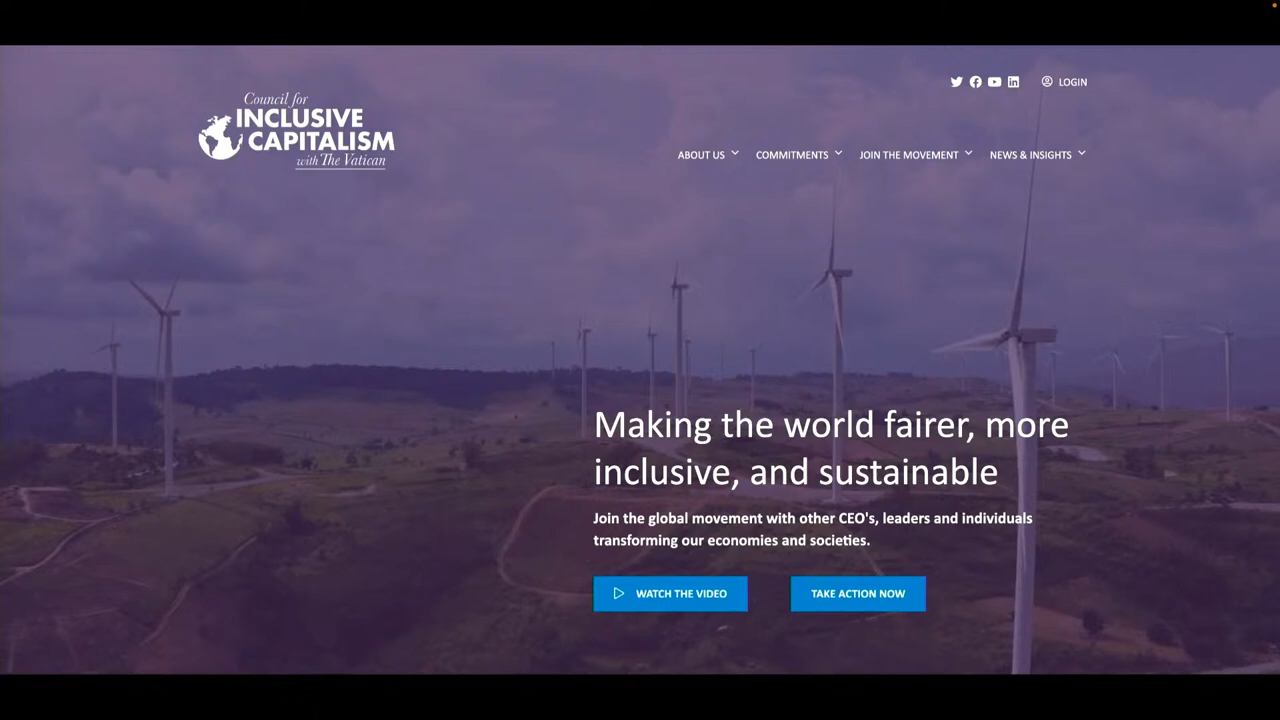 Council for
INCLUSIVE
CAPITALISM
with The Vatican
LOGIN
ABOUT US
COMMITMENTS
JOIN THE MOVEMENT
NEWS & INSIGHTS
Making the world fairer, more
inclusive, and sustainable
Join the global movement with other CEO's, leaders and individuals
transforming our economies and societies.
WATCH THE VIDEO
TAKE ACTION NOW